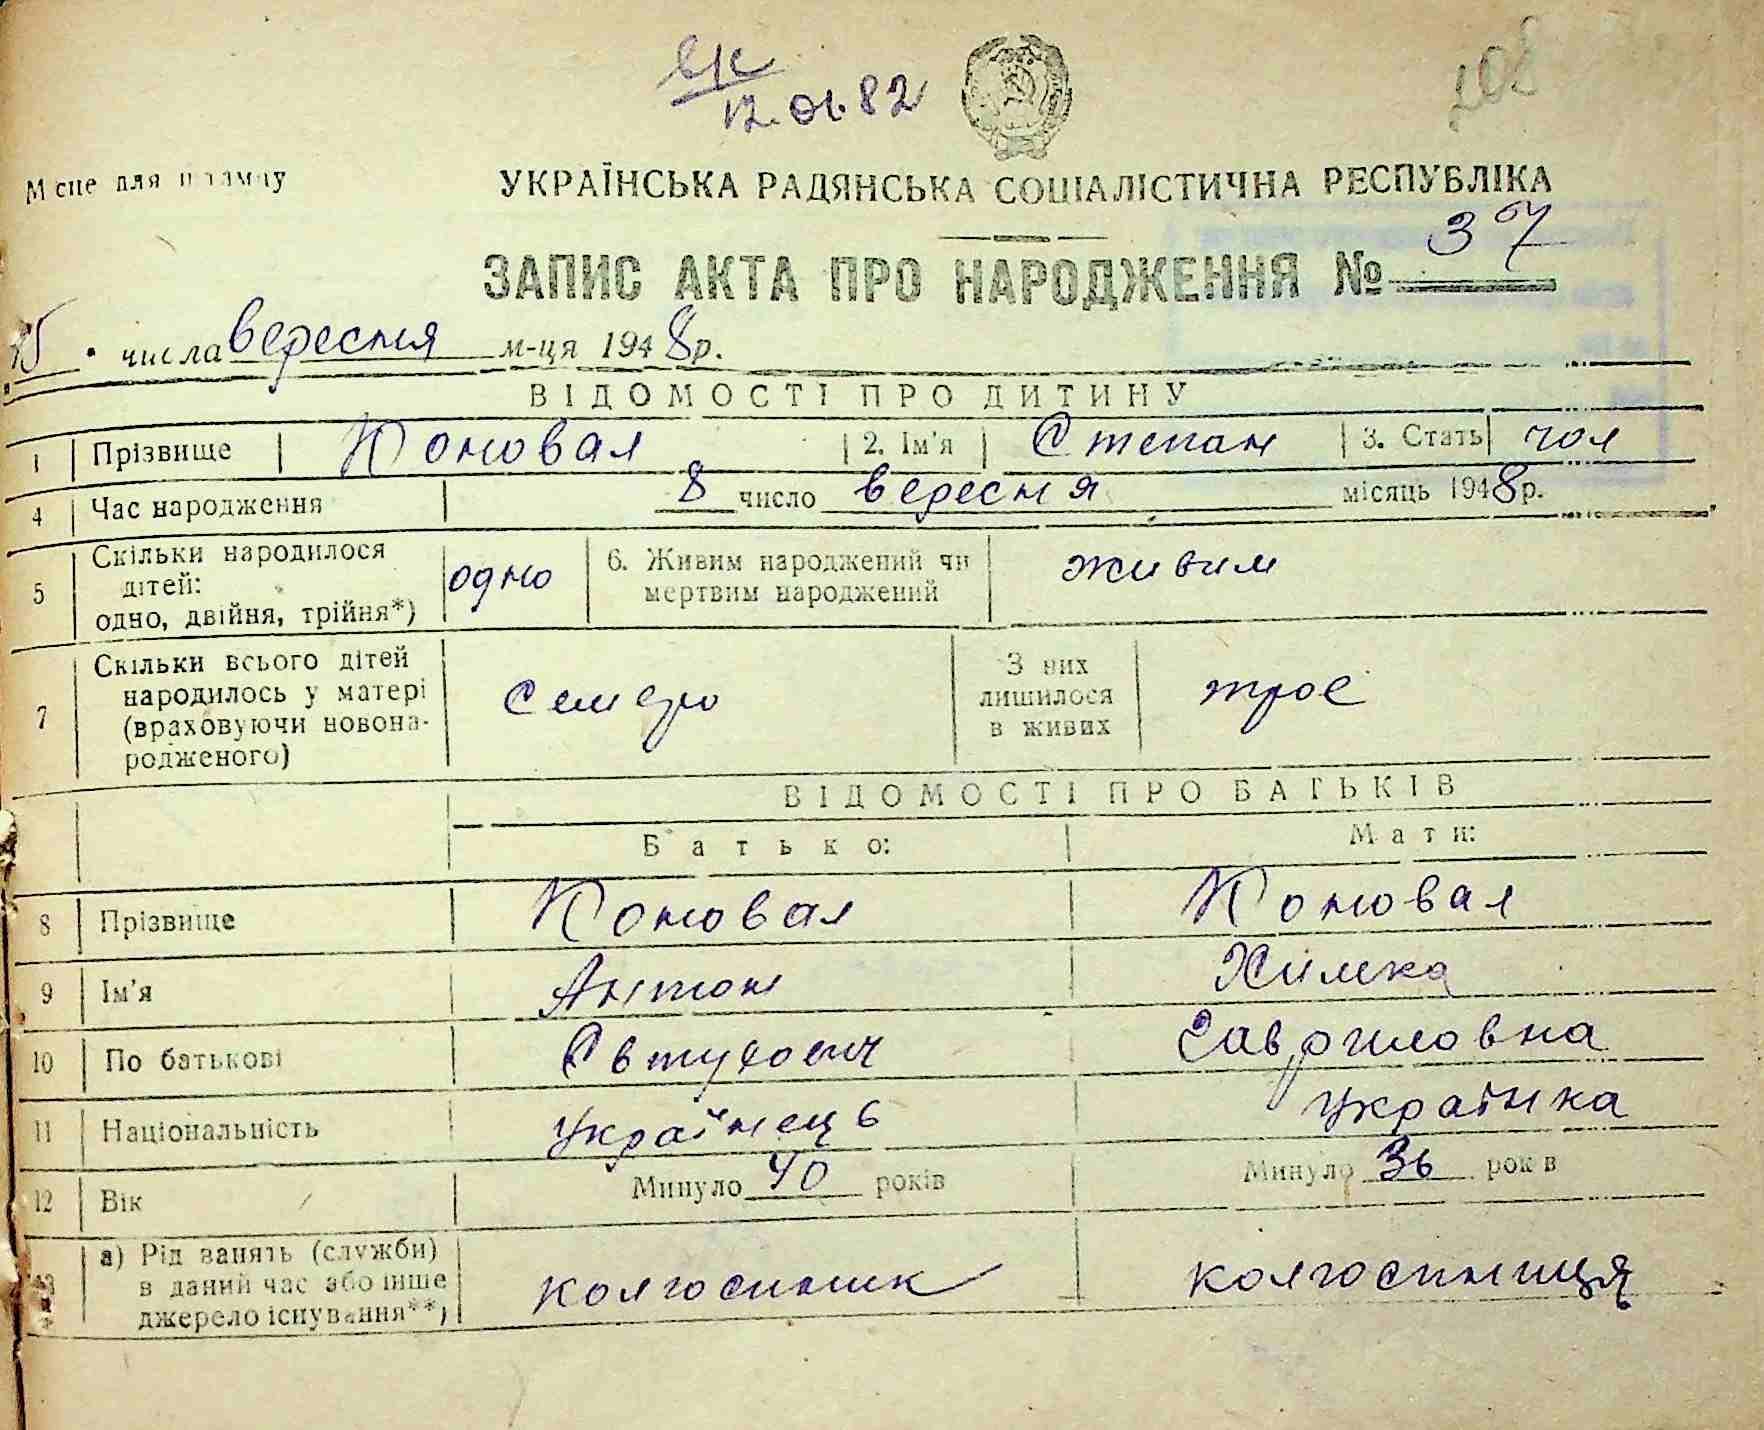 12.01.82
Місце для штампу
УКРАЇНСЬКА РАДЯНСЬКА СОЦІАЛІСТИЧНА РЕСПУБЛІКА
ЗАПИС АКТА ПРО НАРОДЖЕННЯ № 37
15 числа вересня м-ця 1948р.
ВІДОМОСТІ ПРО ДИТИНУ
1 Прізвище Коновал 2. Ім'я Степан 3. Стать чол
4 Час народження 8 число вересня місяць 1948р.
5 Скільки народилося дітей: одно, двійня, трійня*) одно 6. Живим народжений чи мертвим народжений живим
7 Скільки всього дітей народилось у матері (враховуючи новонародженого) семеро З них лишилося в живих троє
ВІДОМОСТІ ПРО БАТЬКІВ
Батько: Мати:
8 Прізвище Коновал Коновал
9 Ім'я Антон Химка
10 По батькові Євтухович Гавриловна
11 Національність Українець Українка
12 Вік Минуло 40 років Минуло 36 років
13 а) Рід занять (служби) в даний час або інше джерело існування**) колгоспник колгоспниця